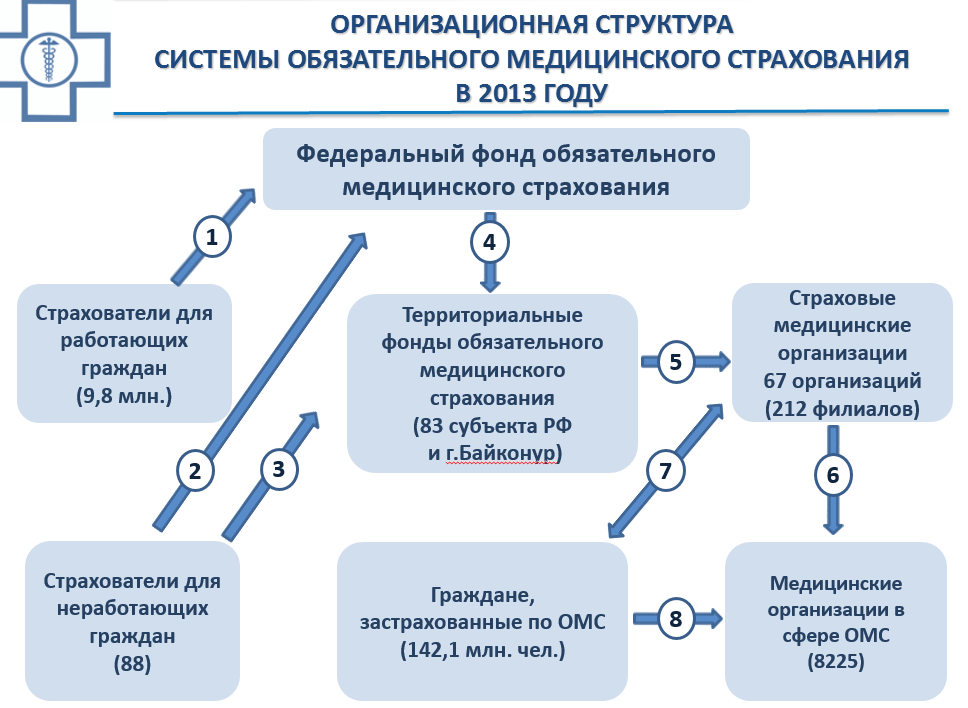 ОРГАНИЗАЦИОННАЯ СТРУКТУРА
СИСТЕМЫ ОБЯЗАТЕЛЬНОГО МЕДИЦИНСКОГО СТРАХОВАНИЯ
В 2013 ГОДУ
Федеральный фонд обязательного
медицинского страхования
1
4
Страхователи для
работающих
граждан
(9,8 млн.)
Территориальные
фонды обязательного
медицинского
страхования
(83 субъекта РФ
и г.Байконур)
5
Страховые
медицинские
организации
67 организаций
(212 филиалов)
2
3
7
6
Страхователи для
неработающих
граждан
(88)
Граждане,
застрахованные по ОМС
(142,1 млн. чел.)
8
Медицинские
организации в
сфере ОМС
(8225)